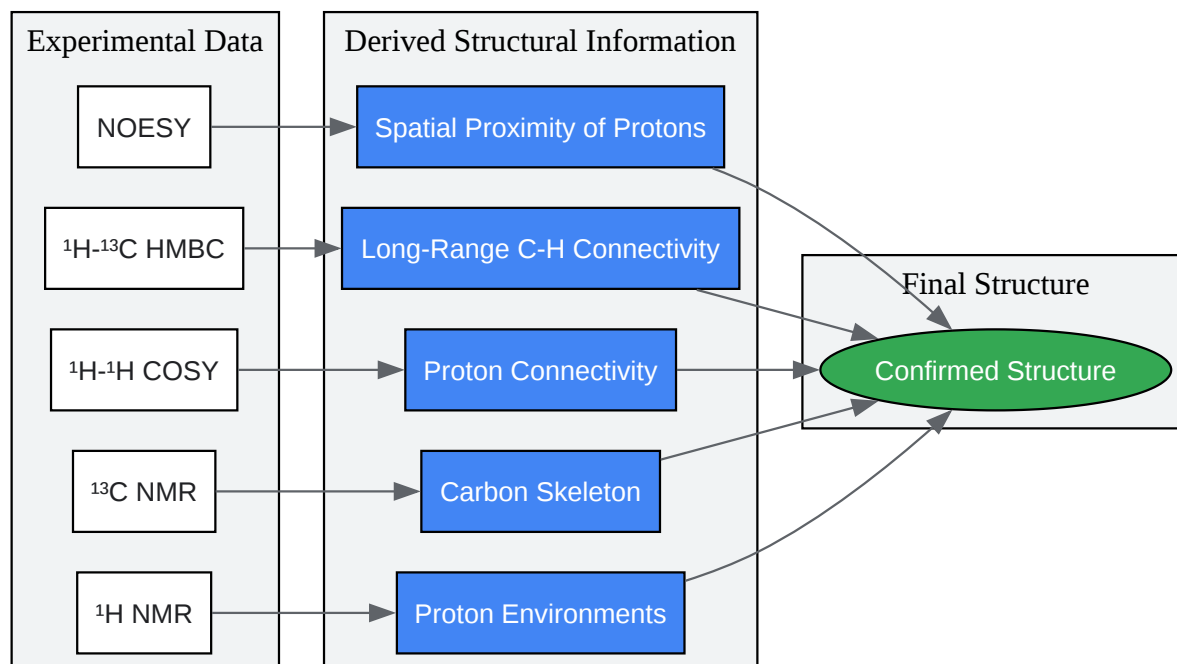 Experimental Data
Derived Structural Information
NOESY
Spatial Proximity of Protons
¹H-¹³C HMBC
Long-Range C-H Connectivity
Final Structure
¹H-¹H COSY
Proton Connectivity
Confirmed Structure
¹³C NMR
Carbon Skeleton
¹H NMR
Proton Environments